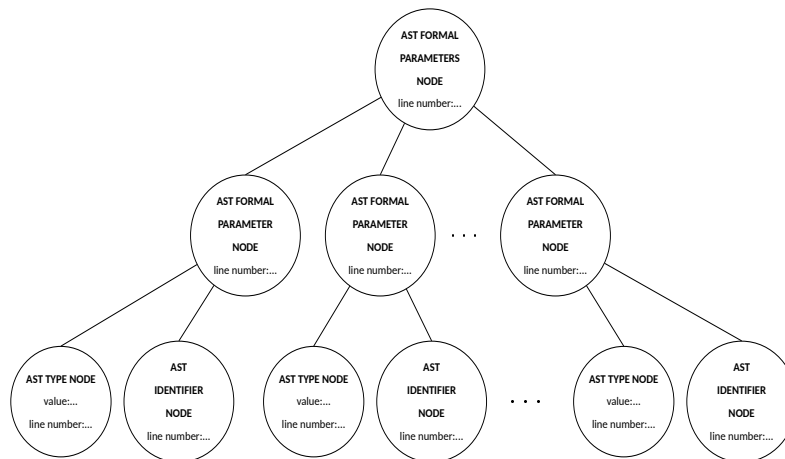 AST FORMAL
PARAMETERS
NODE
line number:...
AST FORMAL
PARAMETER
NODE
line number:...
AST FORMAL
PARAMETER
NODE
line number:...
. . .
AST FORMAL
PARAMETER
NODE
line number:...
AST TYPE NODE
value:...
line number:...
AST
IDENTIFIER
NODE
line number:...
AST TYPE NODE
value:...
line number:...
AST
IDENTIFIER
NODE
line number:...
. . .
AST TYPE NODE
value:...
line number:...
AST
IDENTIFIER
NODE
line number:...